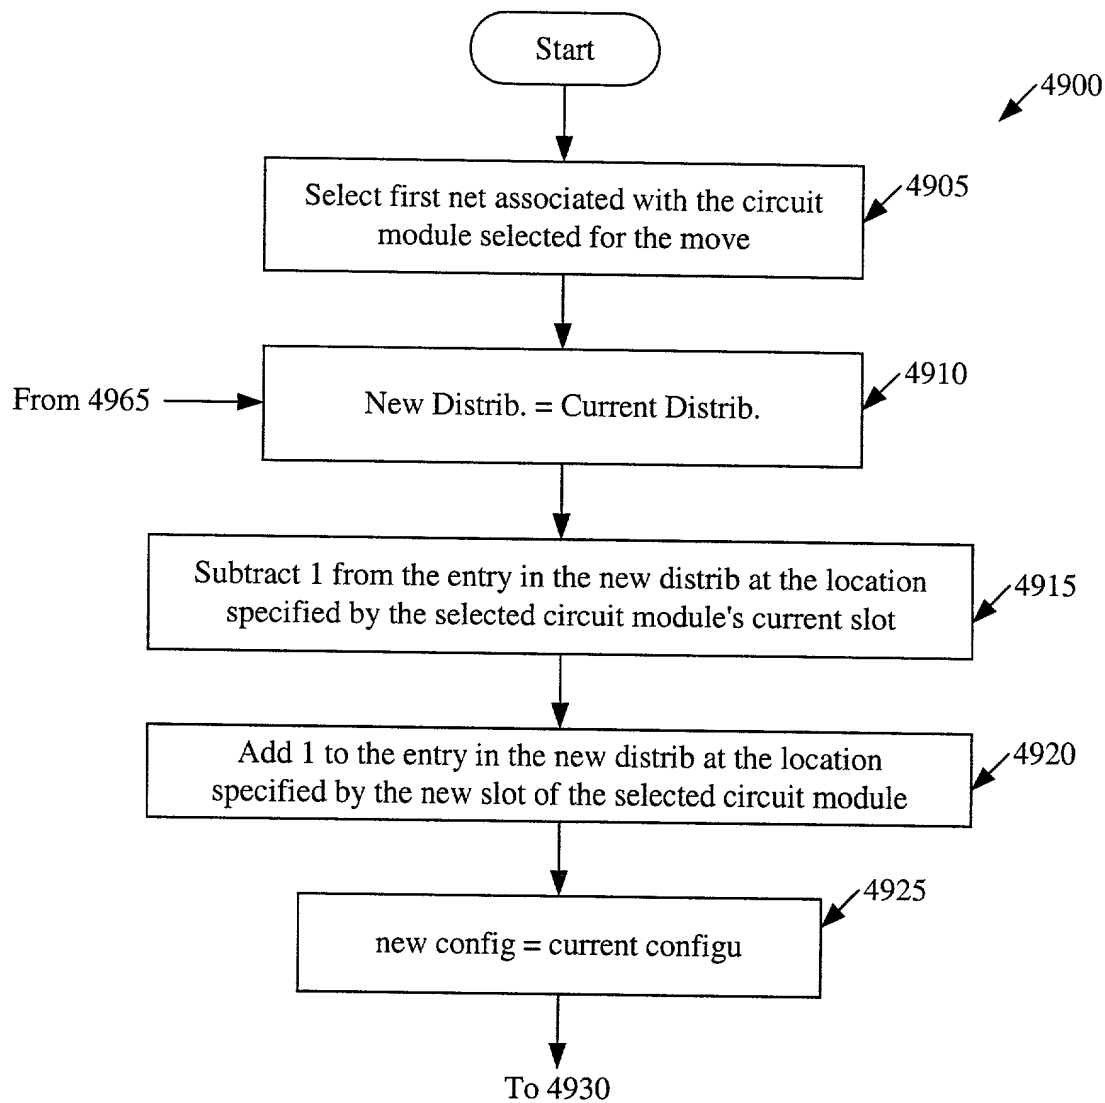 Start
4900
Select first net associated with the circuit
module selected for the move
4905
From 4965
New Distrib. = Current Distrib.
4910
Subtract 1 from the entry in the new distrib at the location
specified by the selected circuit module's current slot
4915
Add 1 to the entry in the new distrib at the location
specified by the new slot of the selected circuit module
4920
new config = current configu
4925
To 4930